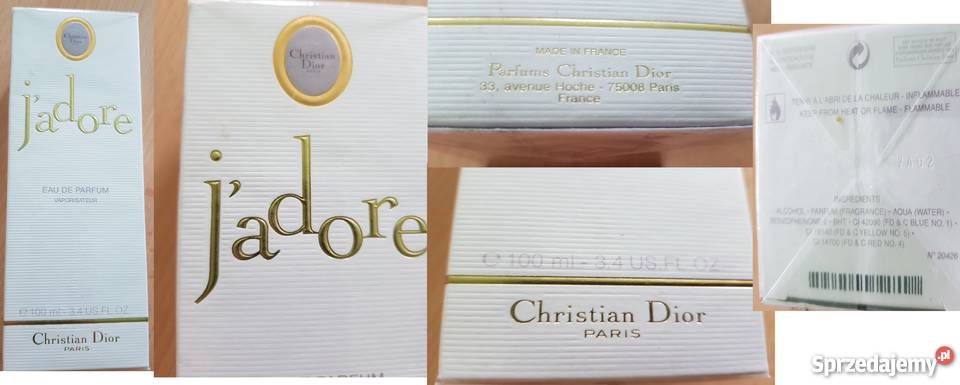 Christian
Dior
PARIS
j'adore
EAU DE PARFUM
VAPORISATEUR
℮ 100 ml - 3.4 US.FL.OZ
Christian Dior
PARIS
Christian
Dior
PARIS
j'adore
PARFUM
MADE IN FRANCE
Parfums Christian Dior
33, avenue Hoche - 75008 Paris
France
℮ 100 ml - 3.4 US.FL.OZ
Christian Dior
PARIS
TENIR A L'ABRI DE LA CHALEUR - INFLAMMABLE
KEEP FROM HEAT OR FLAME - FLAMMABLE
INGREDIENTS
ALCOHOL - PARFUM (FRAGRANCE) - AQUA (WATER) -
BHT - CI 42090 (FD & C BLUE NO. 1) -
(FD & C YELLOW NO. 5) -
CI 14700 (FD & C RED NO. 4)
N° 20426
Sprzedajemy.pl